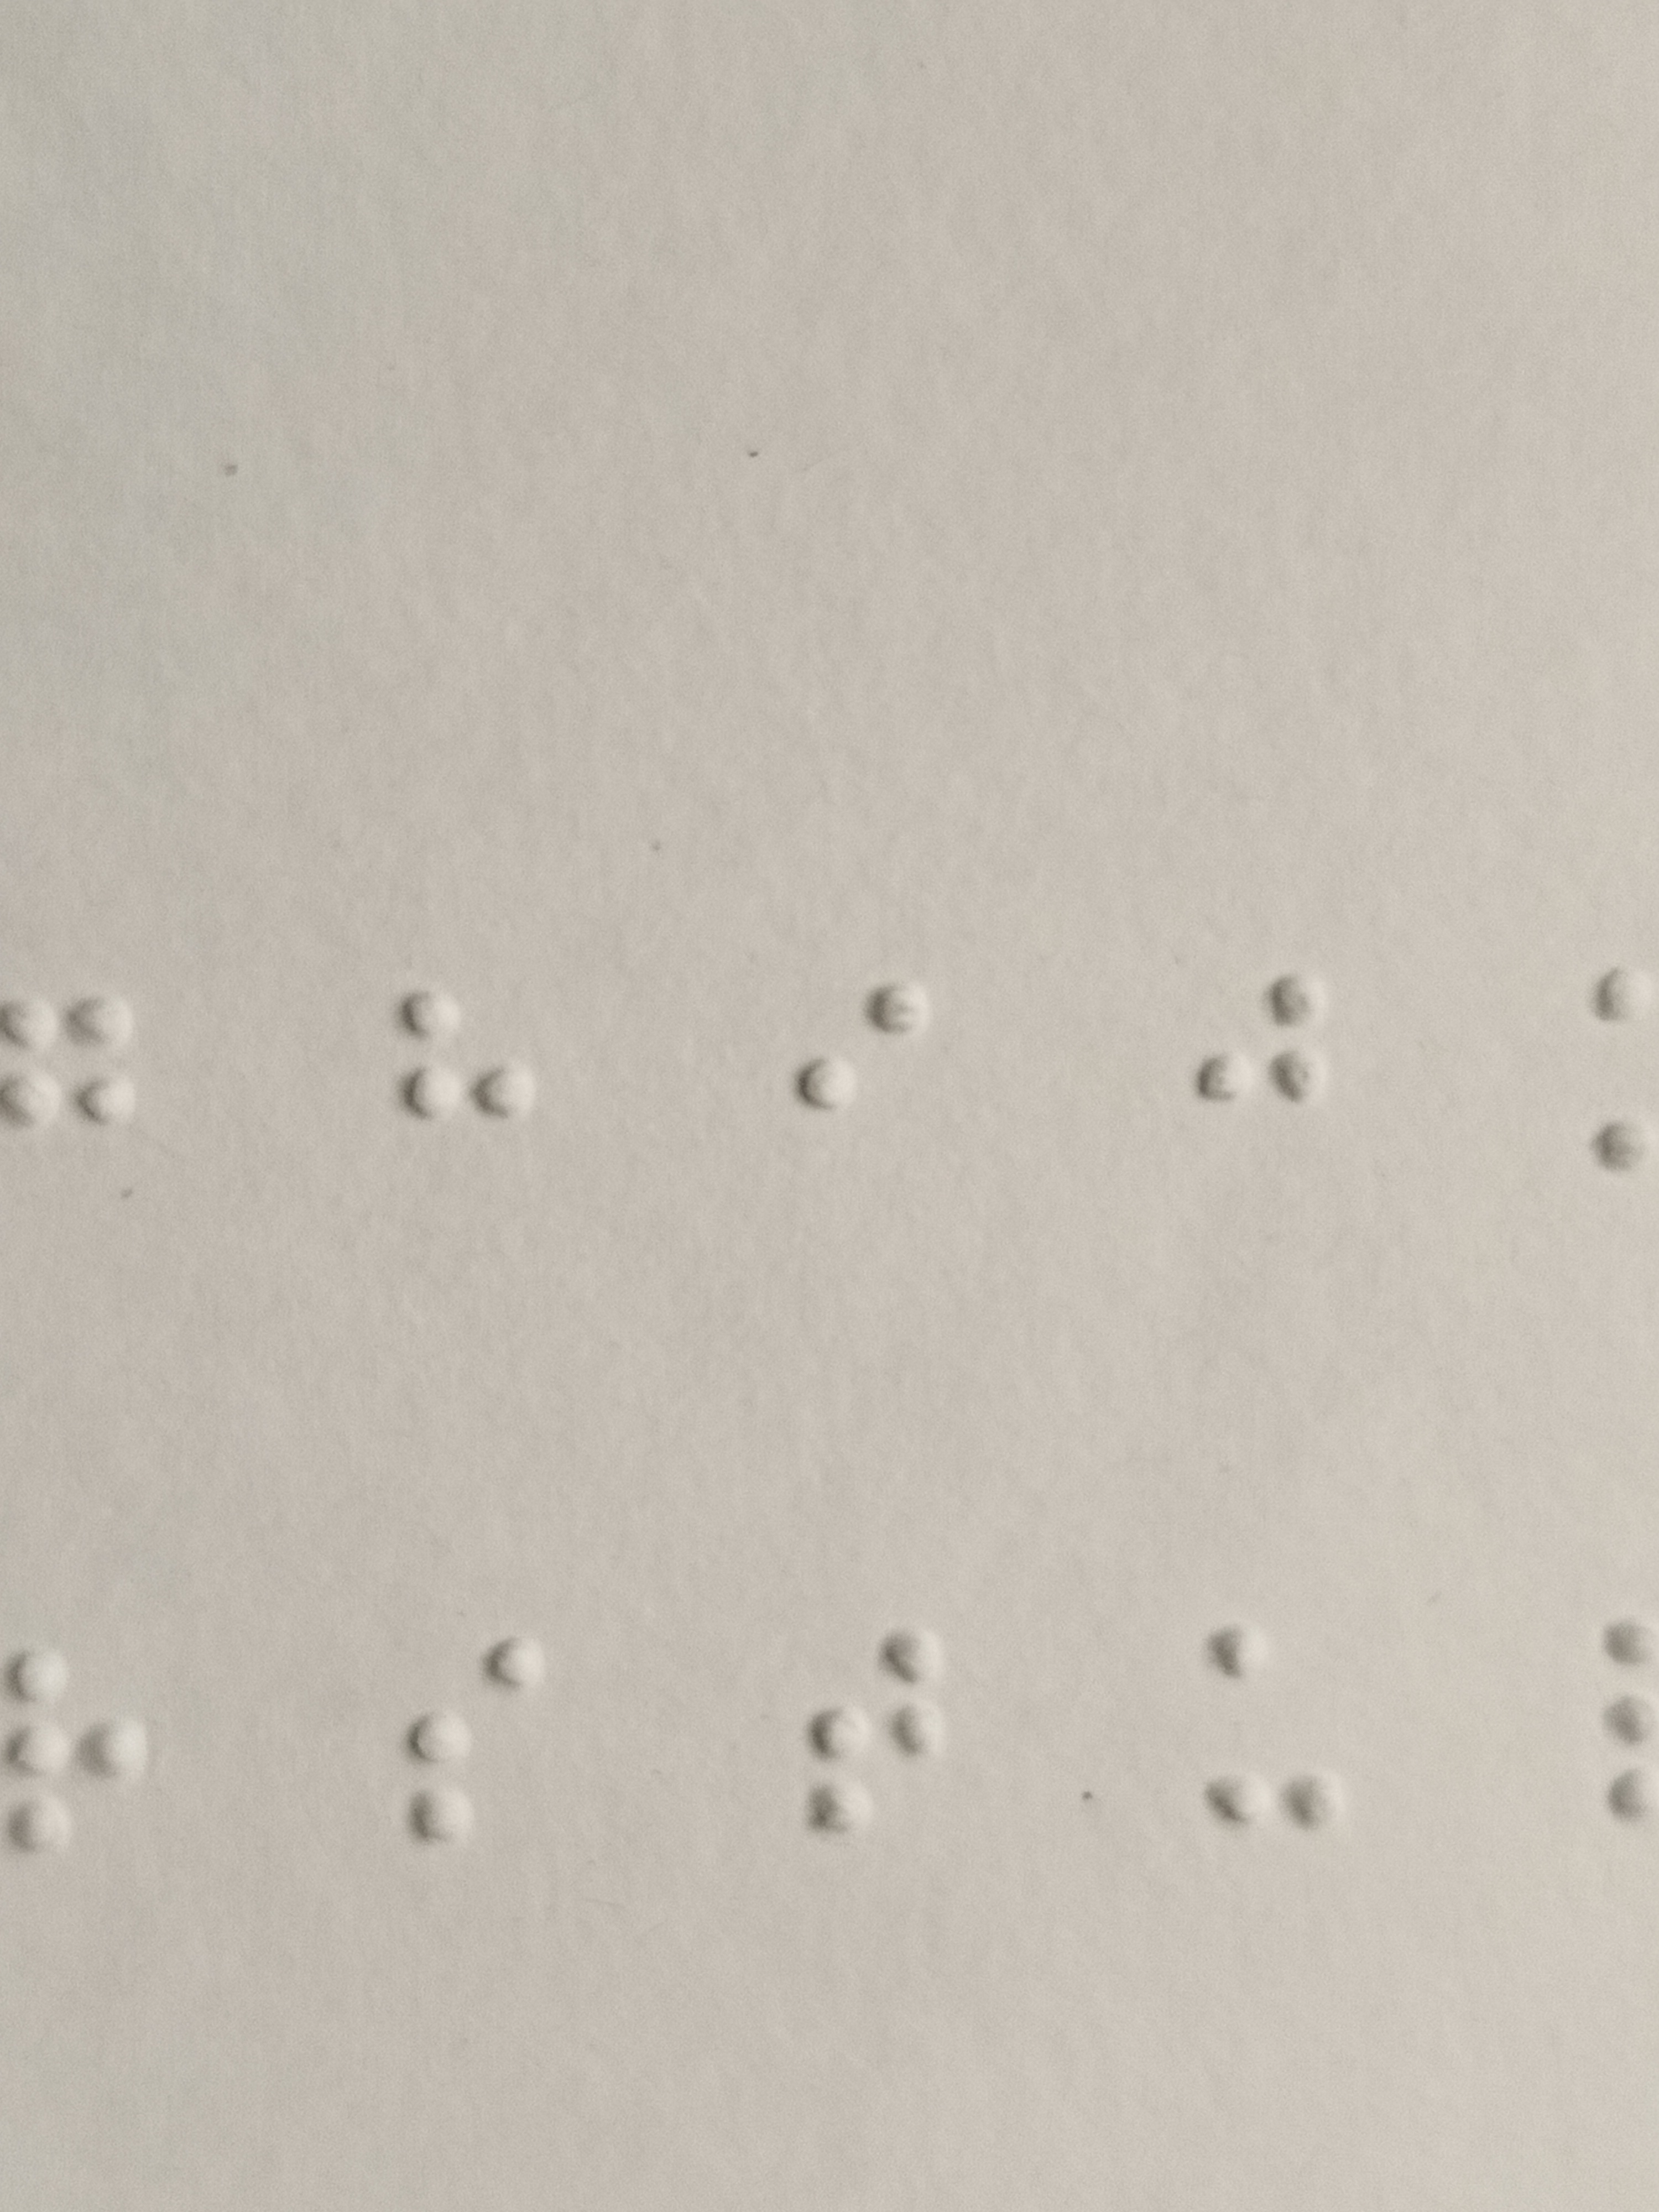 ⠛ ⠓ ⠊ ⠚
⠗ ⠎ ⠞ ⠥